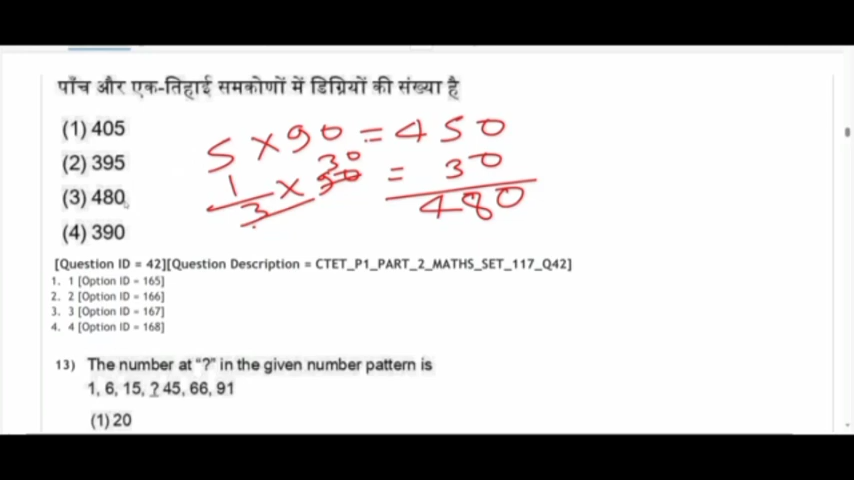 पाँच और एक-तिहाई समकोणों में डिग्रियों की संख्या है
(1) 405
(2) 395
(3) 480
(4) 390
5 × 90 = 450
30
1/3 × 90 = 30
480
[Question ID = 42][Question Description = CTET_P1_PART_2_MATHS_SET_117_Q42]
1. 1 [Option ID = 165]
2. 2 [Option ID = 166]
3. 3 [Option ID = 167]
4. 4 [Option ID = 168]
13) The number at "?" in the given number pattern is
1, 6, 15, ? 45, 66, 91
(1) 20